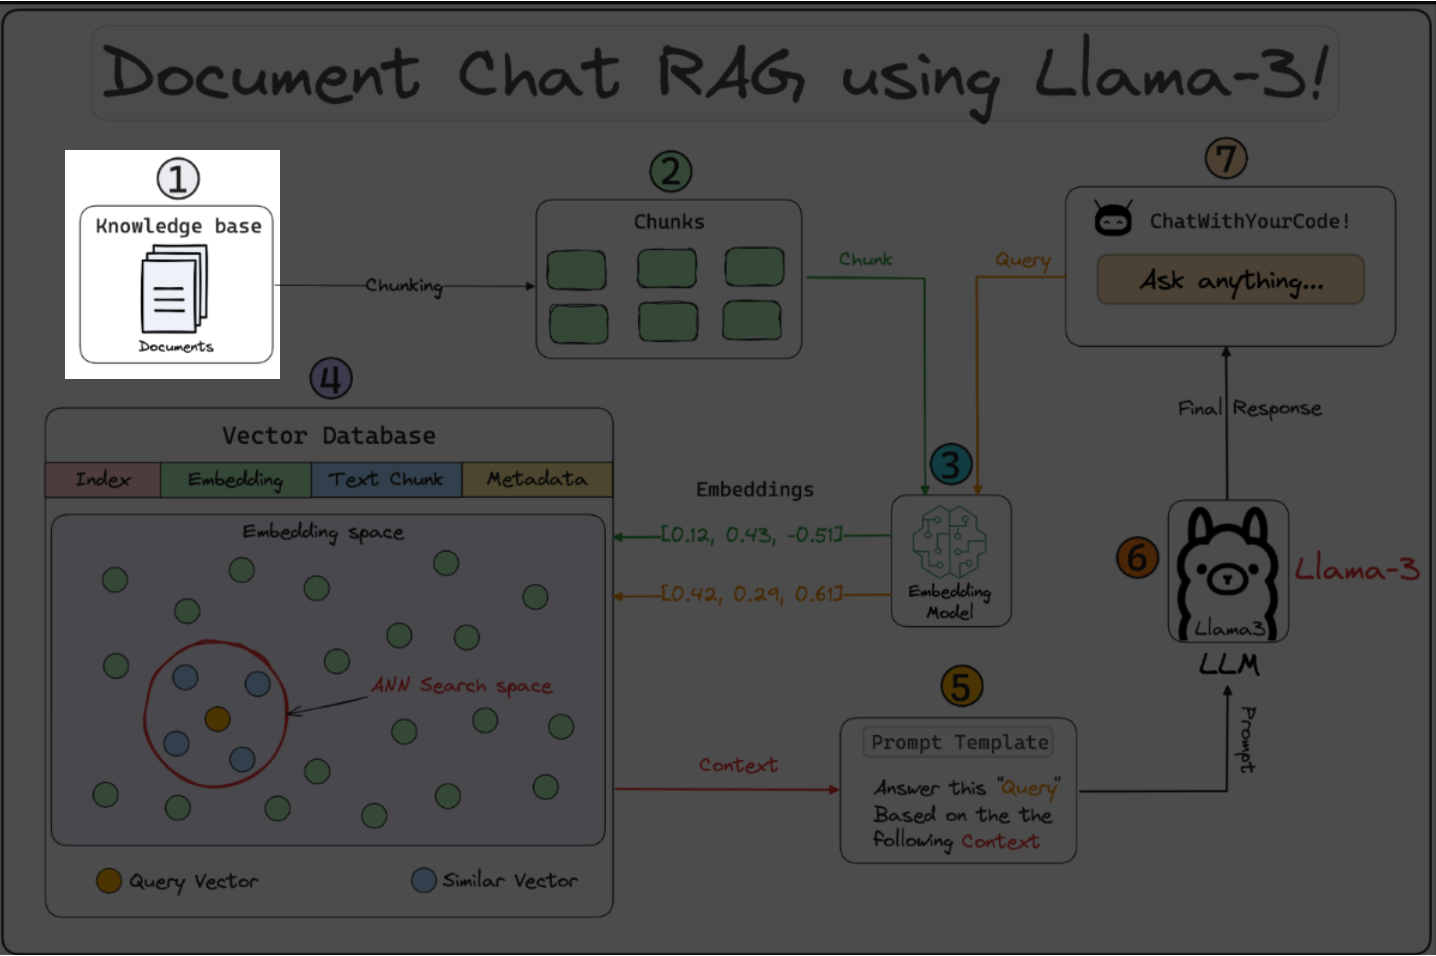 Document Chat RAG using Llama-3!
1
Knowledge base
Documents
Chunking
2
Chunks
Chunk
Query
7
ChatWithYourCode!
Ask anything...
4
Vector Database
Index
Embedding
Text Chunk
Metadata
Embedding space
ANN Search space
Query Vector
Similar Vector
Embeddings
[0.12, 0.43, -0.51]
[0.42, 0.29, 0.61]
3
Embedding
Model
Context
5
Prompt Template
Answer this "Query"
Based on the the
following Context
Prompt
6
Llama3
Llama-3
LLM
Final Response